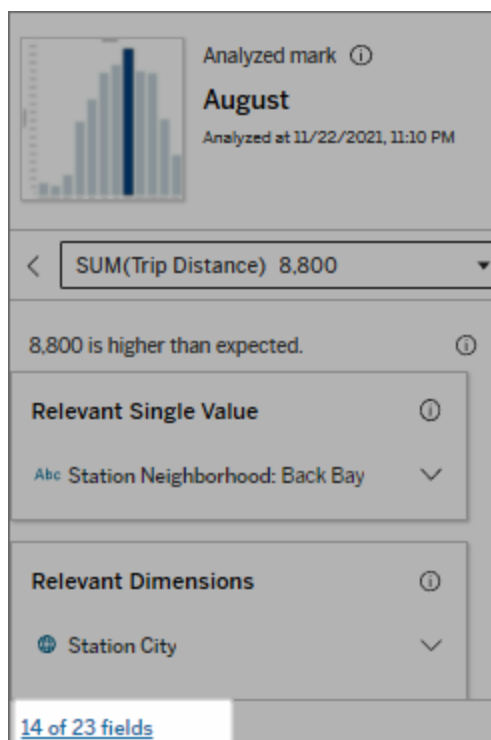 Analyzed mark
August
Analyzed at 11/22/2021, 11:10 PM
SUM(Trip Distance) 8,800
8,800 is higher than expected.
Relevant Single Value
Abc Station Neighborhood: Back Bay
Relevant Dimensions
Station City
14 of 23 fields